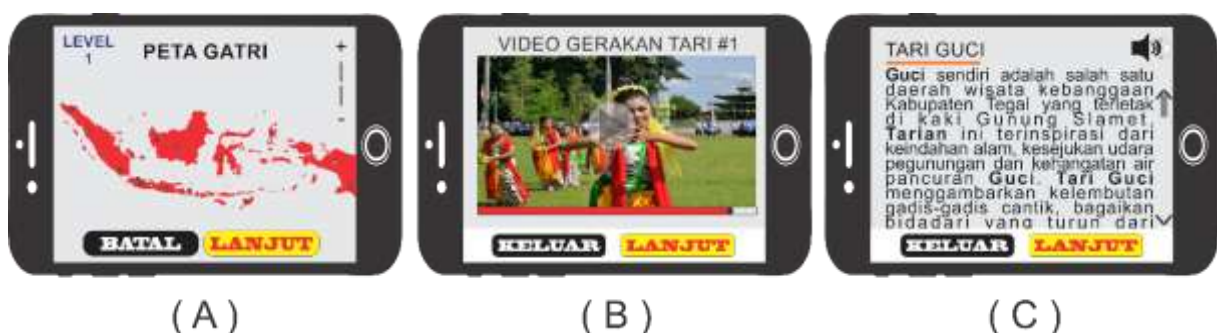 LEVEL
1
PETA GATRI
+
-
BATAL
LANJUT
VIDEO GERAKAN TARI #1
KELUAR
LANJUT
TARI GUCI
Guci sendiri adalah salah satu
daerah wisata kebanggaan
Kabupaten Tegal yang terletak
di kaki Gunung Slamet.
Tarian ini terinspirasi dari
keindahan alam, kesejukan udara
pegunungan dan kehangatan air
pancuran Guci. Tari Guci
menggambarkan kelembutan
gadis-gadis cantik, bagaikan
bidadari yang turun dari
KELUAR
LANJUT
( A )
( B )
( C )